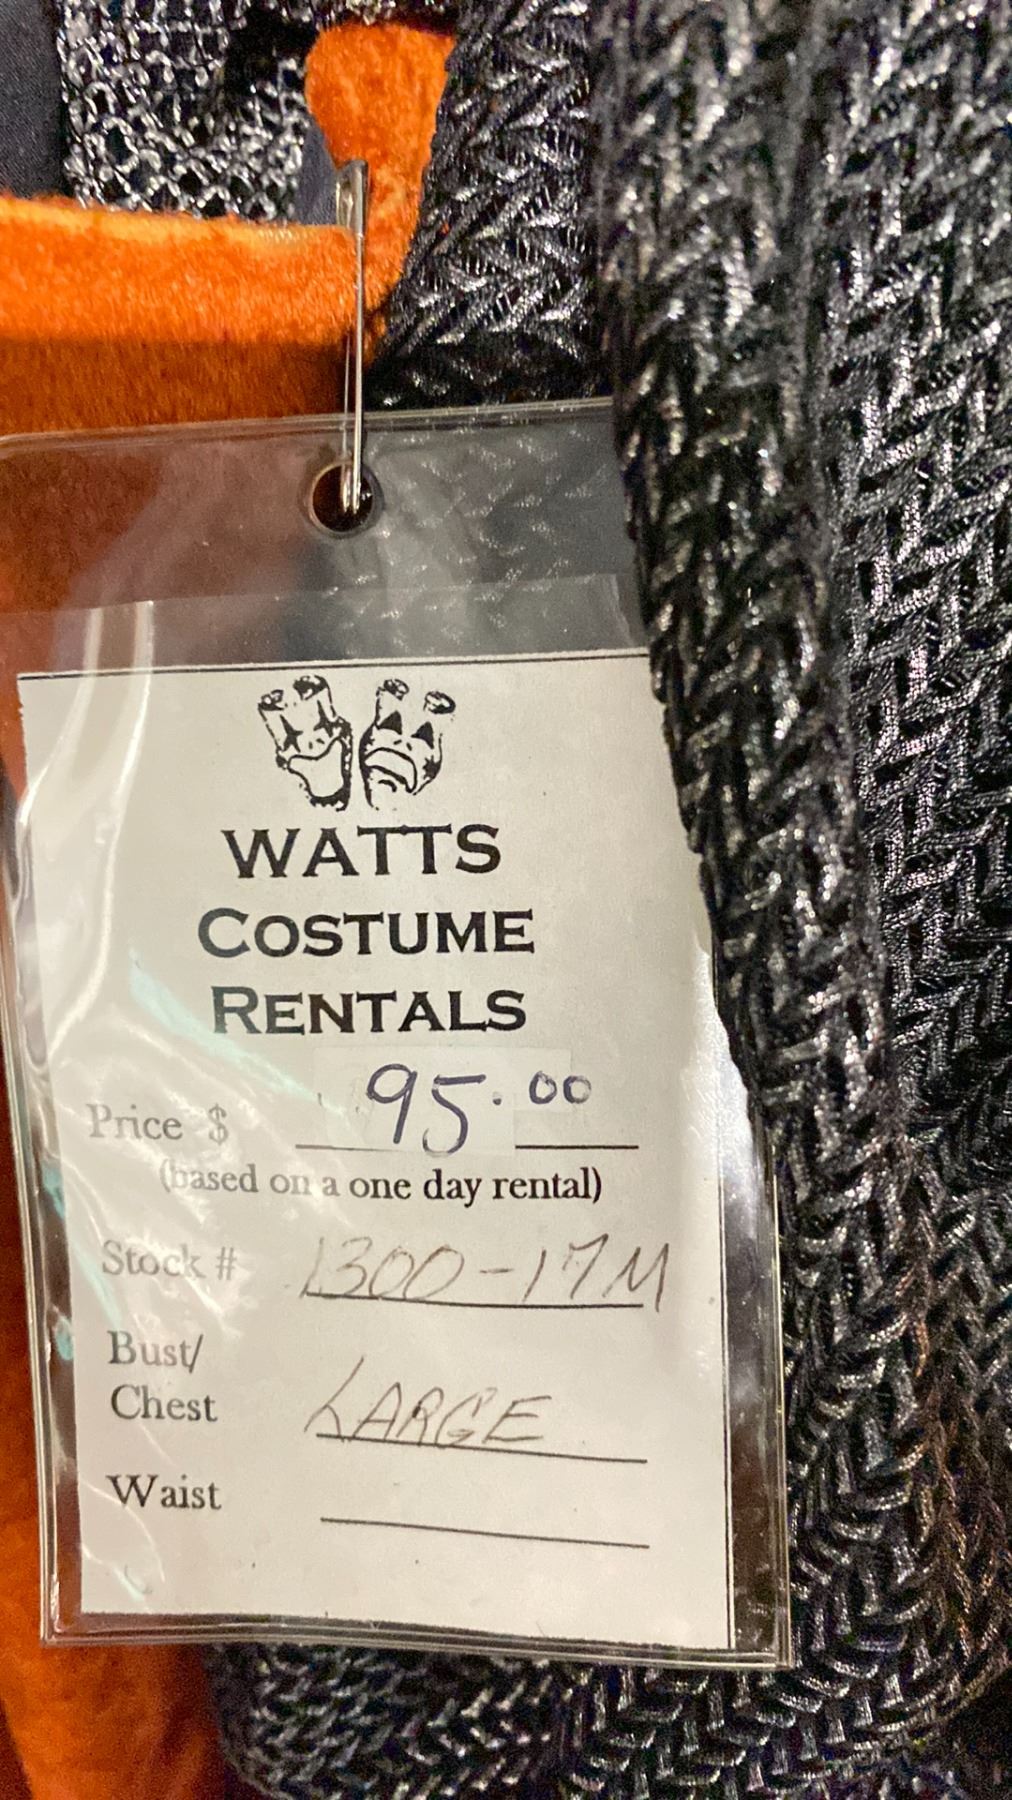 WATTS
COSTUME
RENTALS
Price $ 95.00
(based on a one day rental)
Stock # 1300-17M
Bust/
Chest LARGE
Waist